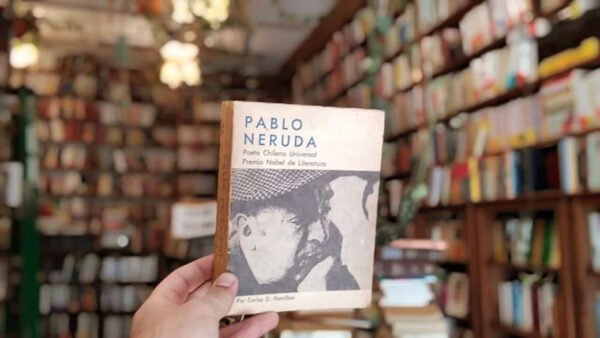 PABLO
NERUDA
Poeta Chileno Universal
Premio Nobel de Literatura
Por Carlos D. Hamilton